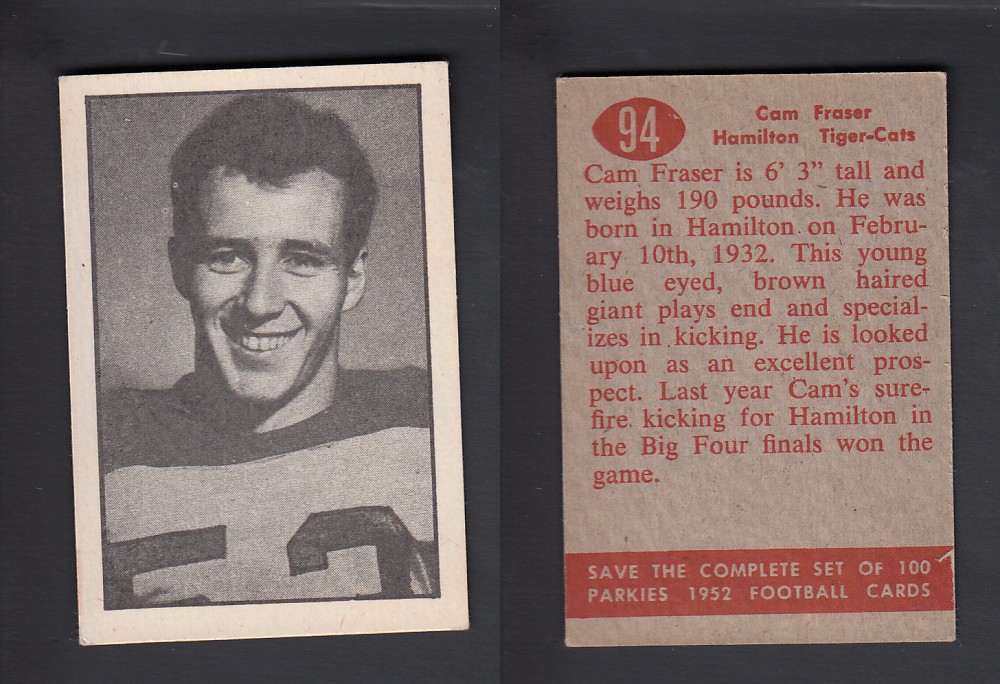 94
Cam Fraser
Hamilton Tiger-Cats
Cam Fraser is 6' 3" tall and
weighs 190 pounds. He was
born in Hamilton on Febru-
ary 10th, 1932. This young
blue eyed, brown haired
giant plays end and special-
izes in kicking. He is looked
upon as an excellent pros-
pect. Last year Cam's sure-
fire kicking for Hamilton in
the Big Four finals won the
game.
SAVE THE COMPLETE SET OF 100
PARKIES 1952 FOOTBALL CARDS